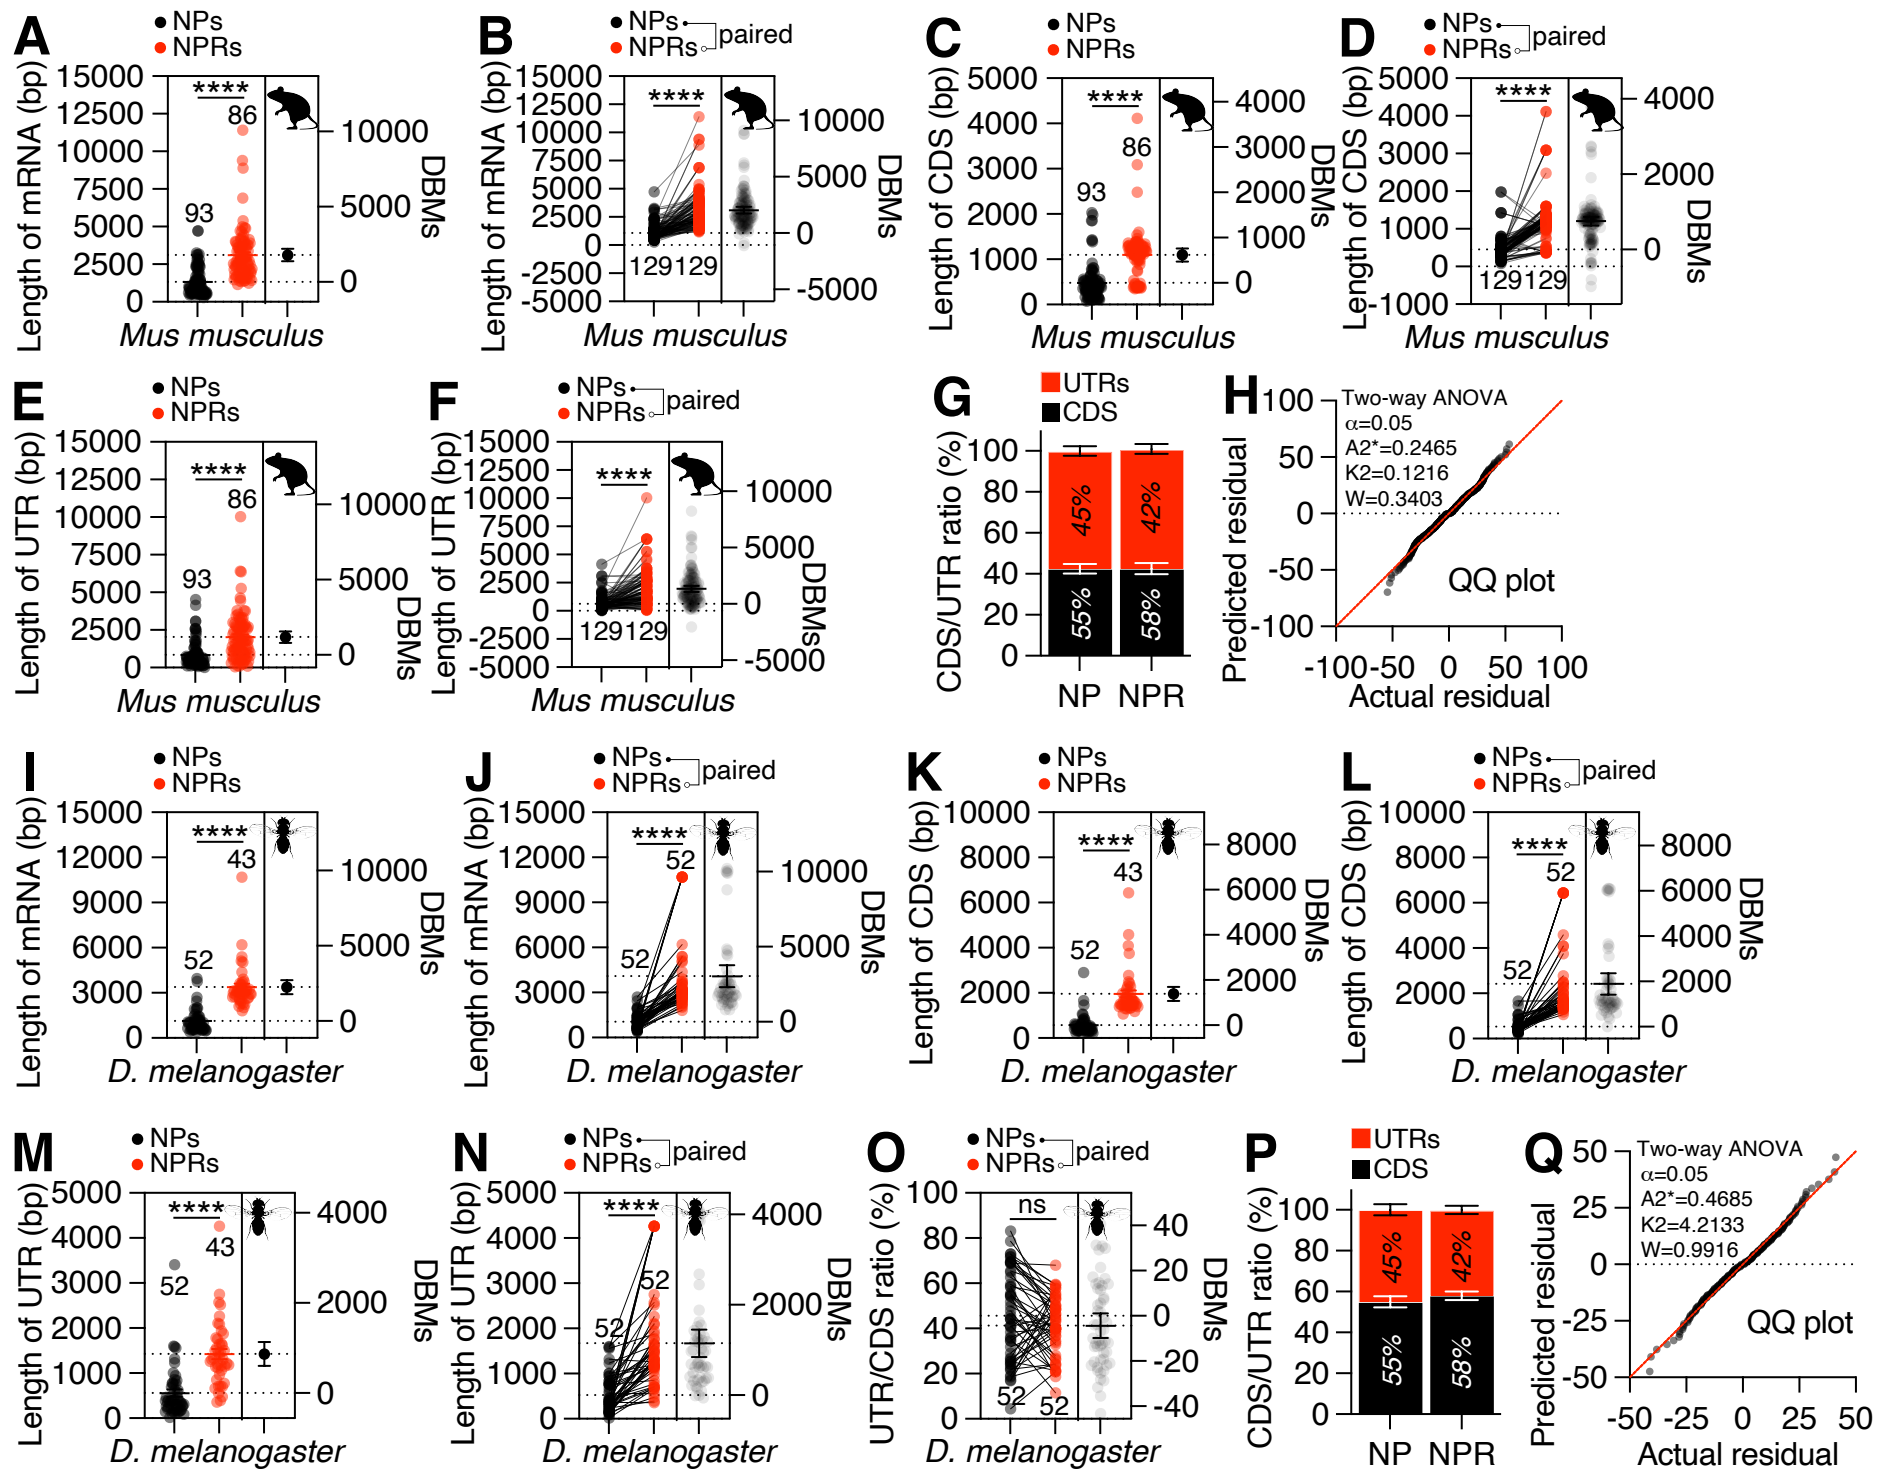 A
NPs
NPRs
Length of mRNA (bp)
15000
12500
10000
7500
5000
2500
0
****
93
86
10000
5000
0
DBMs
Mus musculus
B
NPs
NPRs
paired
Length of mRNA (bp)
15000
12500
10000
7500
5000
2500
0
-2500
-5000
****
129
129
10000
5000
0
-5000
DBMs
Mus musculus
C
NPs
NPRs
Length of CDS (bp)
5000
4000
3000
2000
1000
0
****
93
86
4000
3000
2000
1000
0
DBMs
Mus musculus
D
NPs
NPRs
paired
Length of CDS (bp)
5000
4000
3000
2000
1000
0
-1000
****
129
129
4000
2000
0
DBMs
Mus musculus
E
NPs
NPRs
Length of UTR (bp)
15000
12500
10000
7500
5000
2500
0
****
93
86
10000
5000
0
DBMs
Mus musculus
F
NPs
NPRs
paired
Length of UTR (bp)
15000
12500
10000
7500
5000
2500
0
-2500
-5000
****
129
129
10000
5000
0
-5000
DBMs
Mus musculus
G
UTRs
CDS
CDS/UTR ratio (%)
100
80
60
40
20
0
45%
42%
55%
58%
NP NPR
H
Predicted residual
100
50
0
-50
-100
Two-way ANOVA
α=0.05
A2*=0.2465
K2=0.1216
W=0.3403
QQ plot
-100 -50 0 50 100
Actual residual
I
NPs
NPRs
Length of mRNA (bp)
15000
12000
9000
6000
3000
0
****
52
43
10000
5000
0
DBMs
D. melanogaster
J
NPs
NPRs
paired
Length of mRNA (bp)
15000
12000
9000
6000
3000
0
****
52
52
10000
5000
0
DBMs
D. melanogaster
K
NPs
NPRs
Length of CDS (bp)
10000
8000
6000
4000
2000
0
****
52
43
8000
6000
4000
2000
0
DBMs
D. melanogaster
L
NPs
NPRs
paired
Length of CDS (bp)
10000
8000
6000
4000
2000
0
****
52
52
8000
6000
4000
2000
0
DBMs
D. melanogaster
M
NPs
NPRs
Length of UTR (bp)
5000
4000
3000
2000
1000
0
****
52
43
4000
2000
0
DBMs
D. melanogaster
N
NPs
NPRs
paired
Length of UTR (bp)
5000
4000
3000
2000
1000
0
****
52
52
4000
2000
0
DBMs
D. melanogaster
O
NPs
NPRs
paired
UTR/CDS ratio (%)
100
80
60
40
20
0
ns
52
52
40
20
0
-20
-40
DBMs
D. melanogaster
P
UTRs
CDS
CDS/UTR ratio (%)
100
80
60
40
20
0
45%
42%
55%
58%
NP NPR
Q
Predicted residual
50
25
0
-25
-50
Two-way ANOVA
α=0.05
A2*=0.4685
K2=4.2133
W=0.9916
QQ plot
-50 -25 0 25 50
Actual residual